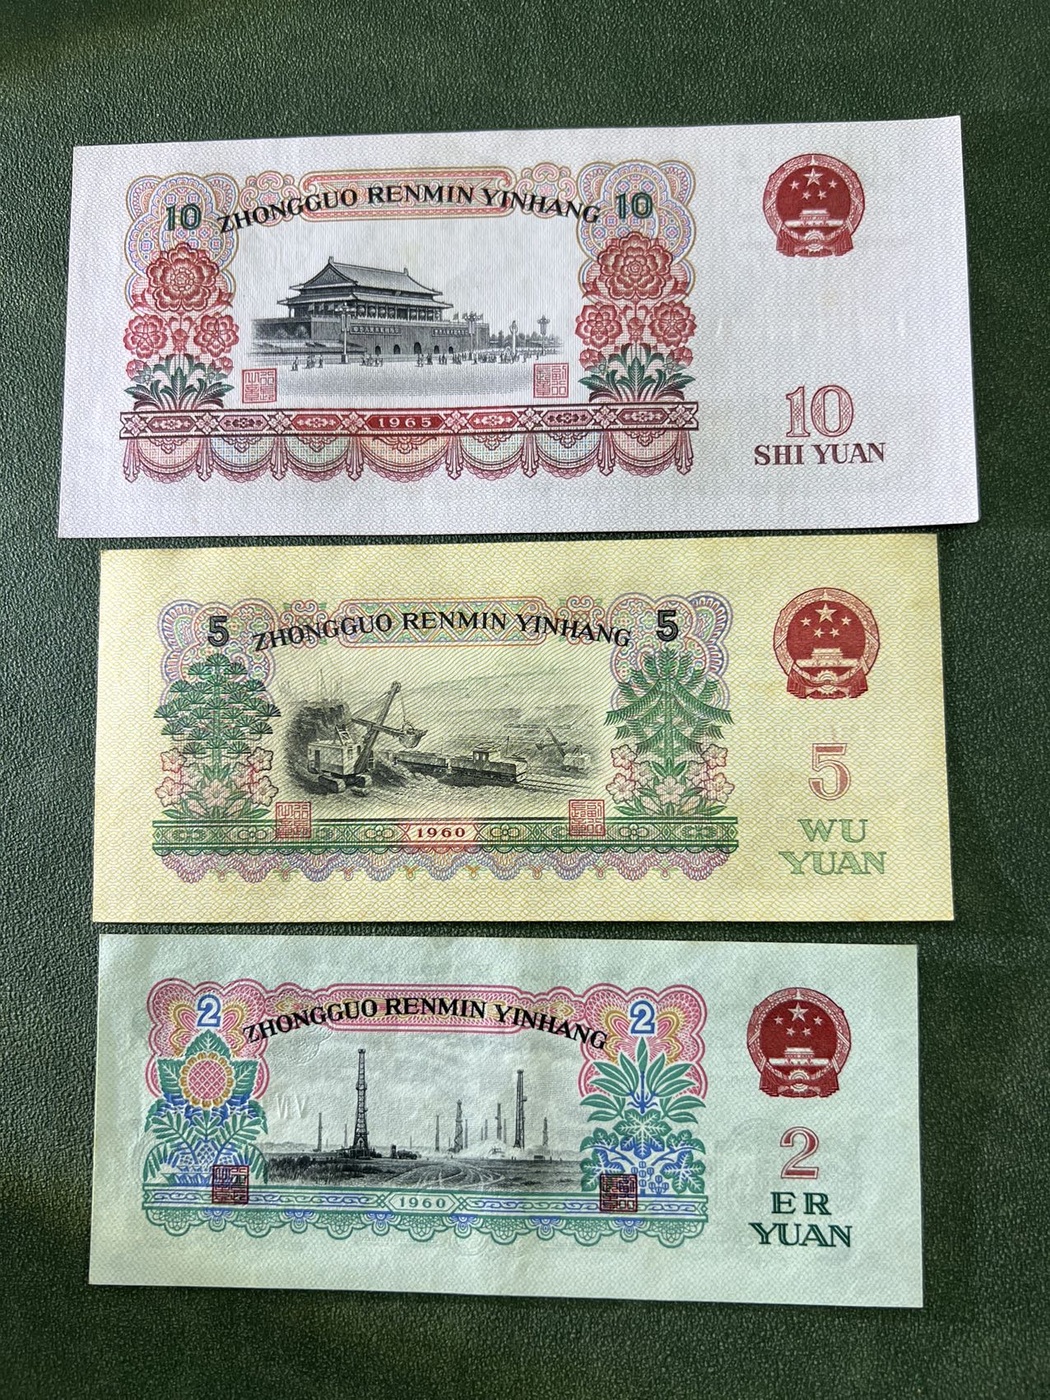 10 ZHONGGUO RENMIN YINHANG 10
1965
10
SHI YUAN
5 ZHONGGUO RENMIN YINHANG 5
1960
5
WU
YUAN
2 ZHONGGUO RENMIN YINHANG 2
1960
2
ER
YUAN